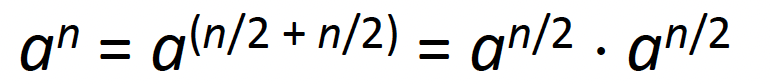 aⁿ = a⁽ⁿ/² ⁺ ⁿ/²⁾ = aⁿ/² · aⁿ/²